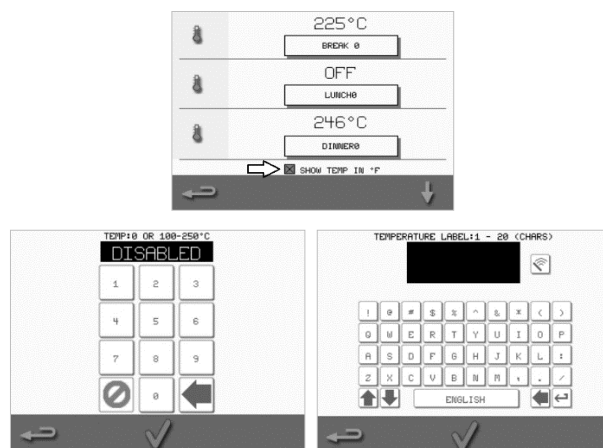 225°C
BREAK 0
OFF
LUNCH0
246°C
DINNER0
SHOW TEMP IN °F
TEMP:0 OR 100-250°C
DISABLED
1 2 3
4 5 6
7 8 9
0
TEMPERATURE LABEL:1 - 20 (CHARS)
! @ # $ % ^ & * ( )
Q W E R T Y U I O P
A S D F G H J K L :
Z X C V B N M , . /
ENGLISH